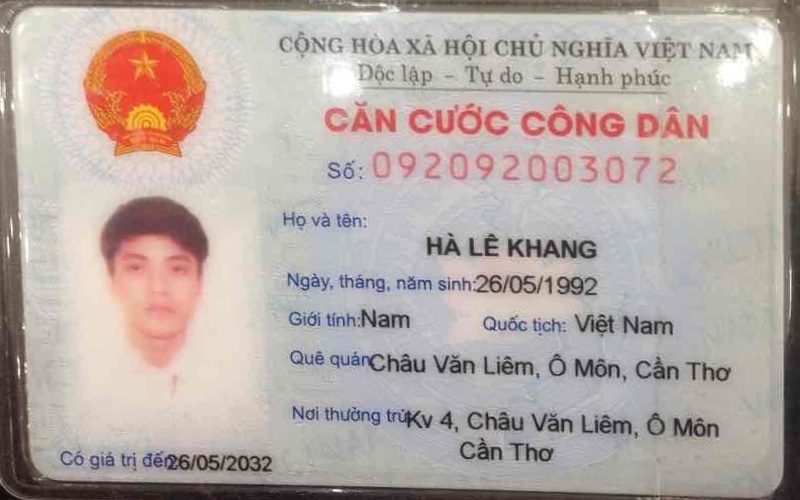 CỘNG HÒA XÃ HỘI CHỦ NGHĨA VIỆT NAM
Độc lập - Tự do - Hạnh phúc
CĂN CƯỚC CÔNG DÂN
Số: 092092003072
Họ và tên:
HÀ LÊ KHANG
Ngày, tháng, năm sinh: 26/05/1992
Giới tính: Nam Quốc tịch: Việt Nam
Quê quán Châu Văn Liêm, Ô Môn, Cần Thơ
Nơi thường trú: Kv 4, Châu Văn Liêm, Ô Môn
Cần Thơ
Có giá trị đến 26/05/2032